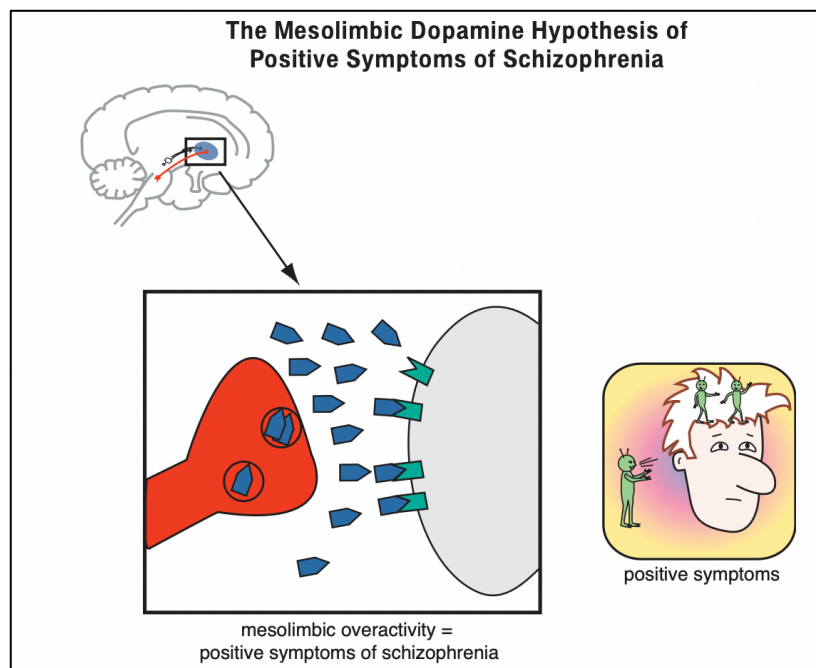 The Mesolimbic Dopamine Hypothesis of
Positive Symptoms of Schizophrenia
positive symptoms
mesolimbic overactivity =
positive symptoms of schizophrenia